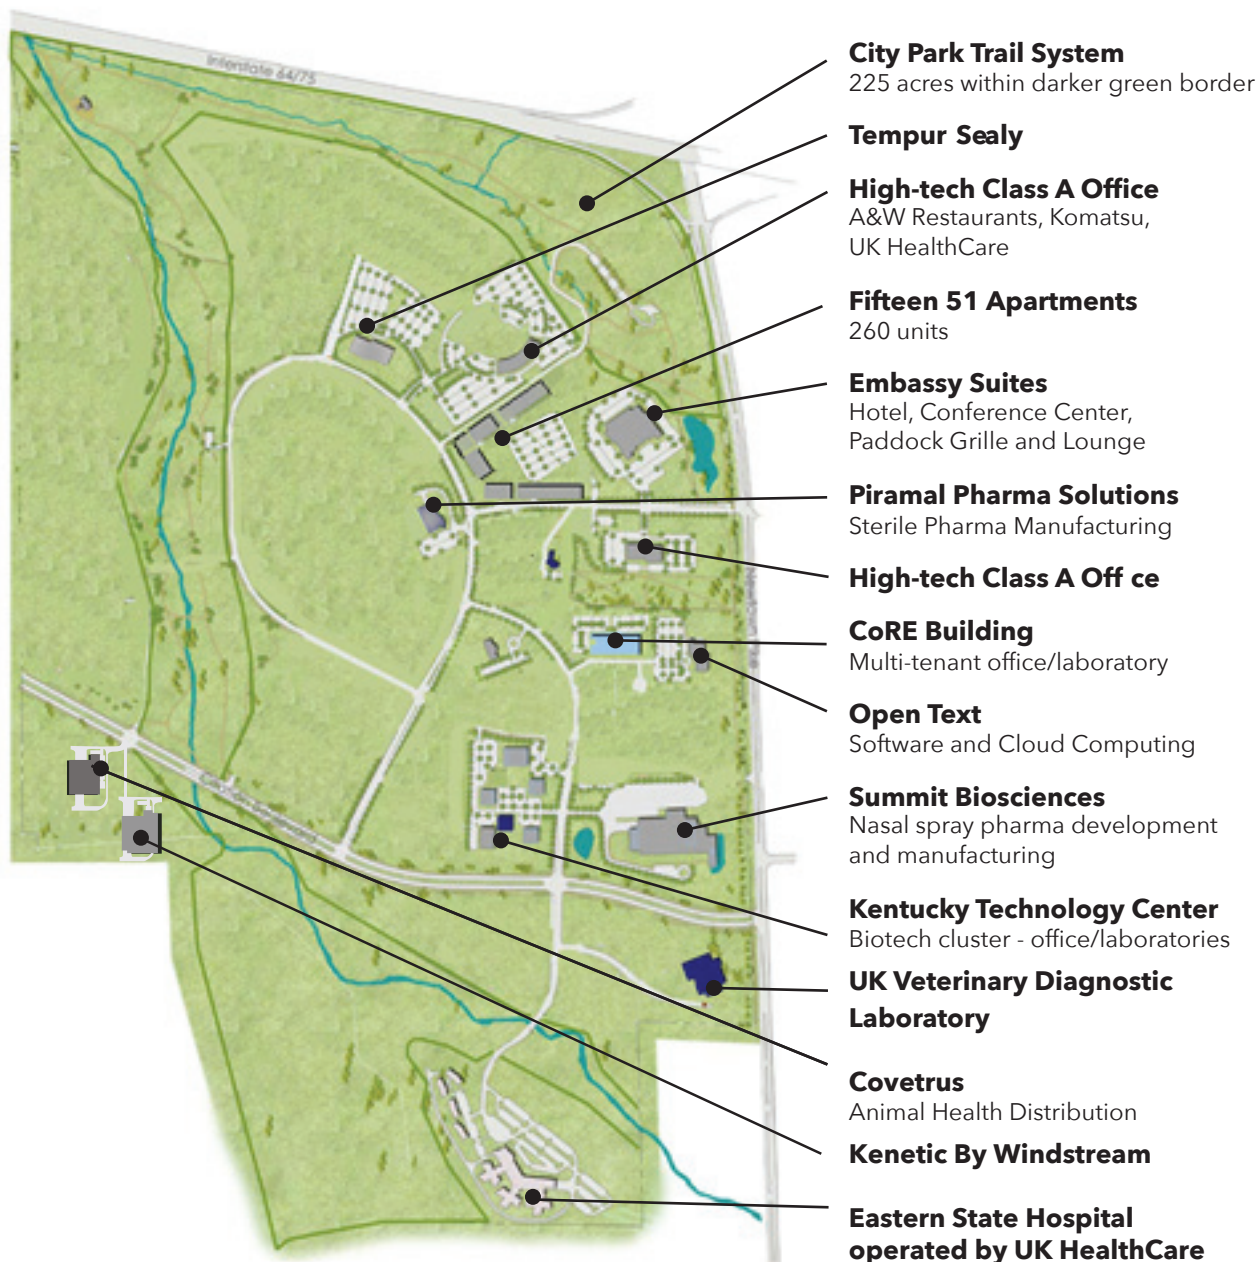 Interstate 64/75
City Park Trail System
225 acres within darker green border
Tempur Sealy
High-tech Class A Office
A&W Restaurants, Komatsu,
UK HealthCare
Fifteen 51 Apartments
260 units
Embassy Suites
Hotel, Conference Center,
Paddock Grille and Lounge
Piramal Pharma Solutions
Sterile Pharma Manufacturing
High-tech Class A Off ce
CoRE Building
Multi-tenant office/laboratory
Open Text
Software and Cloud Computing
Summit Biosciences
Nasal spray pharma development
and manufacturing
Kentucky Technology Center
Biotech cluster - office/laboratories
UK Veterinary Diagnostic
Laboratory
Covetrus
Animal Health Distribution
Kenetic By Windstream
Eastern State Hospital
operated by UK HealthCare